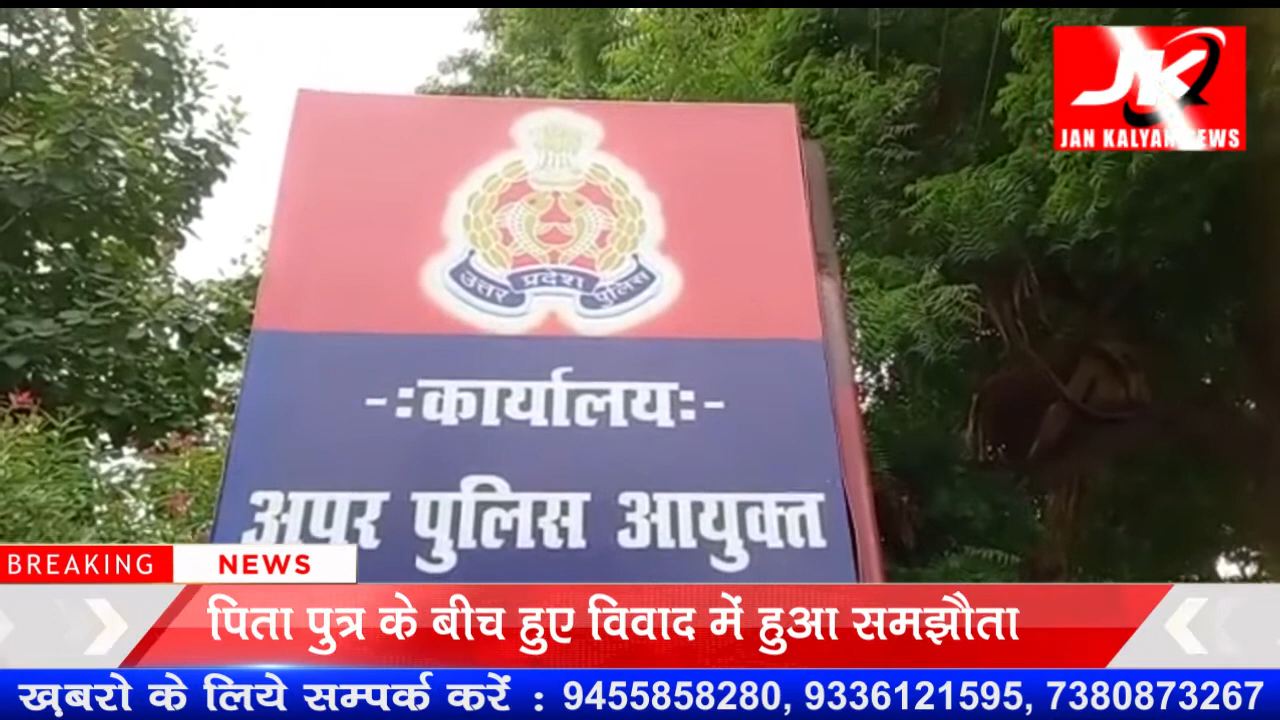 JK
JAN KALYAN NEWS
उत्तर प्रदेश पुलिस
-:कार्यालय:-
अपर पुलिस आयुक्त
BREAKING NEWS
पिता पुत्र के बीच हुए विवाद में हुआ समझौता
ख़बरो के लिये सम्पर्क करें : 9455858280, 9336121595, 7380873267